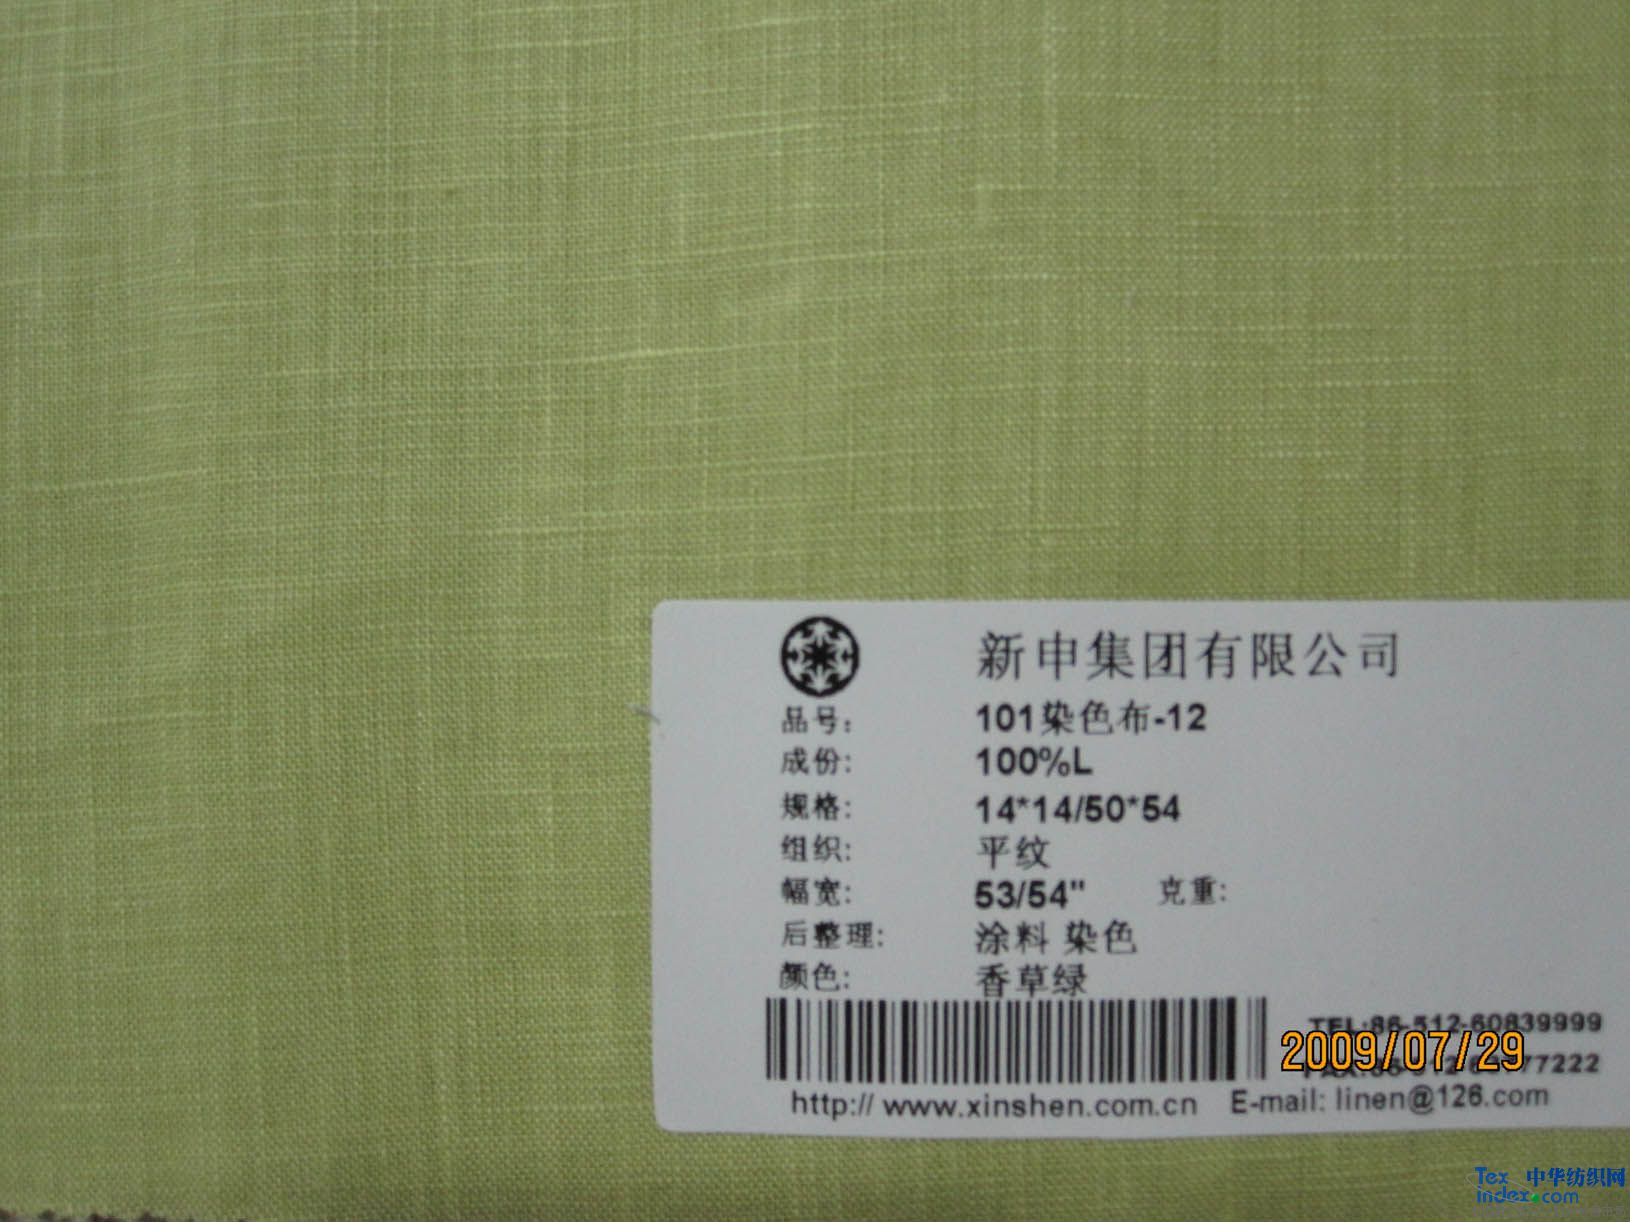 新申集团有限公司
品号: 101染色布-12
成份: 100%L
规格: 14*14/50*54
组织: 平纹
幅宽: 53/54" 克重:
后整理: 涂料 染色
颜色: 香草绿
TEL:86-512-60839999
2009/07/29
http:// www.xinshen.com.cn E-mail: linen@126.com
Tex 中华纺织网
index.com